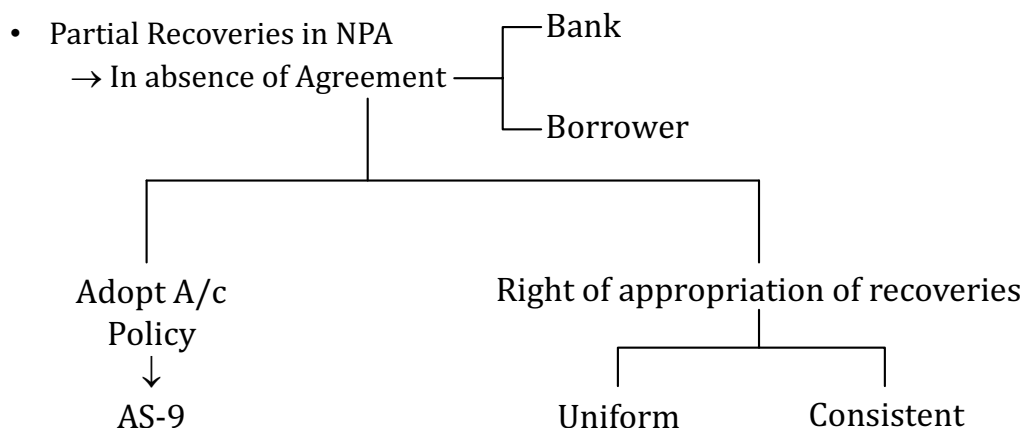 • Partial Recoveries in NPA
→ In absence of Agreement
Bank
Borrower
Adopt A/c
Policy
↓
AS-9
Right of appropriation of recoveries
Uniform
Consistent